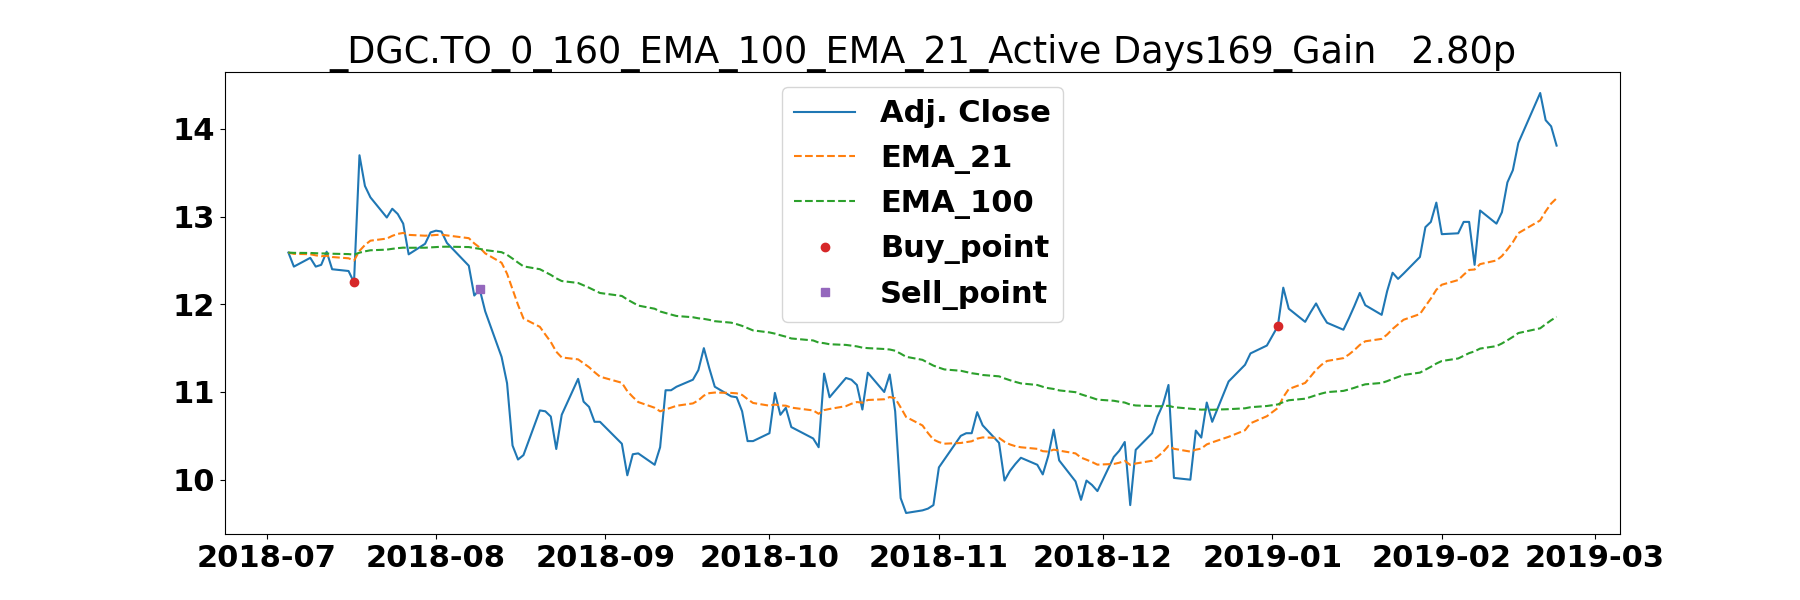 _DGC.TO_0_160_EMA_100_EMA_21_Active Days169_Gain   2.80p
14
13
12
11
10
Adj. Close
EMA_21
EMA_100
Buy_point
Sell_point
2018-07 2018-08 2018-09 2018-10 2018-11 2018-12 2019-01 2019-02 2019-03